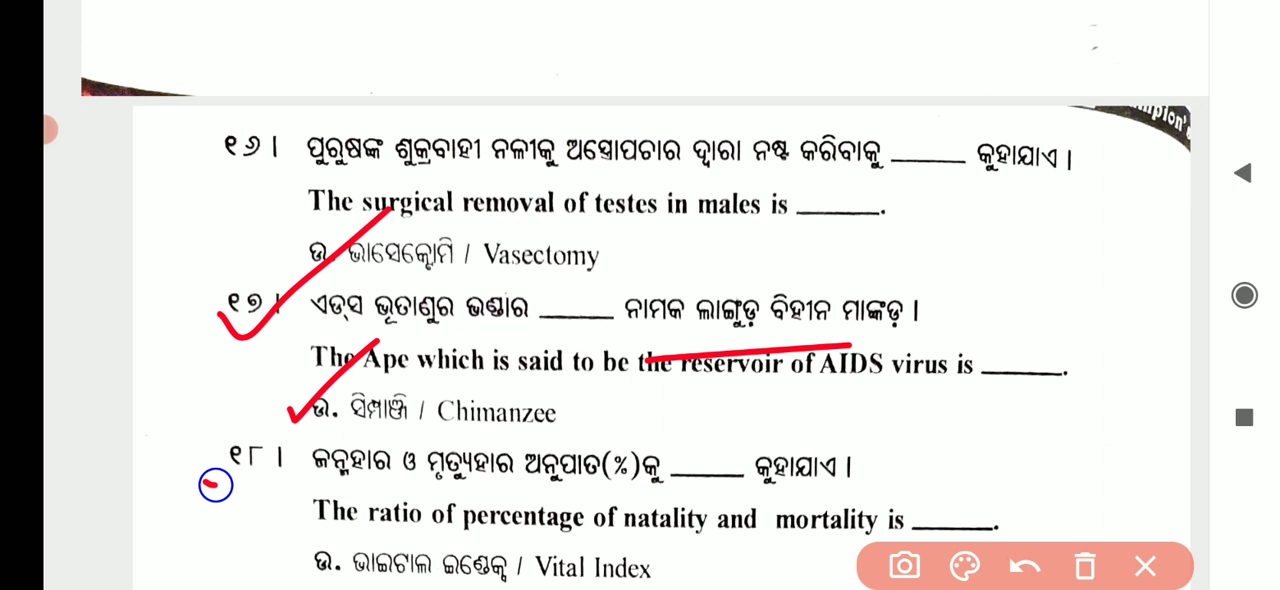 mpion's
୧୬। ପୁରୁଷଙ୍କ ଶୁକ୍ରବାହୀ ନଳୀକୁ ଅସ୍ତ୍ରୋପଚାର ଦ୍ୱାରା ନଷ୍ଟ କରିବାକୁ ______ କୁହାଯାଏ।
The surgical removal of testes in males is ______.
ଉ. ଭାସେକ୍ଟୋମି / Vasectomy
୧୭। ଏଡ୍‌ସ ଭୂତାଣୁର ଭଣ୍ଡାର ______ ନାମକ ଲାଙ୍ଗୁଡ଼ ବିହୀନ ମାଙ୍କଡ଼।
The Ape which is said to be the reservoir of AIDS virus is ______.
ଉ. ସିମ୍ପାଞ୍ଜି / Chimanzee
୧୮। ଜନ୍ମହାର ଓ ମୃତ୍ୟୁହାର ଅନୁପାତ(%)କୁ ______ କୁହାଯାଏ।
The ratio of percentage of natality and mortality is ______.
ଉ. ଭାଇଟାଲ ଇଣ୍ଡେକ୍ସ / Vital Index